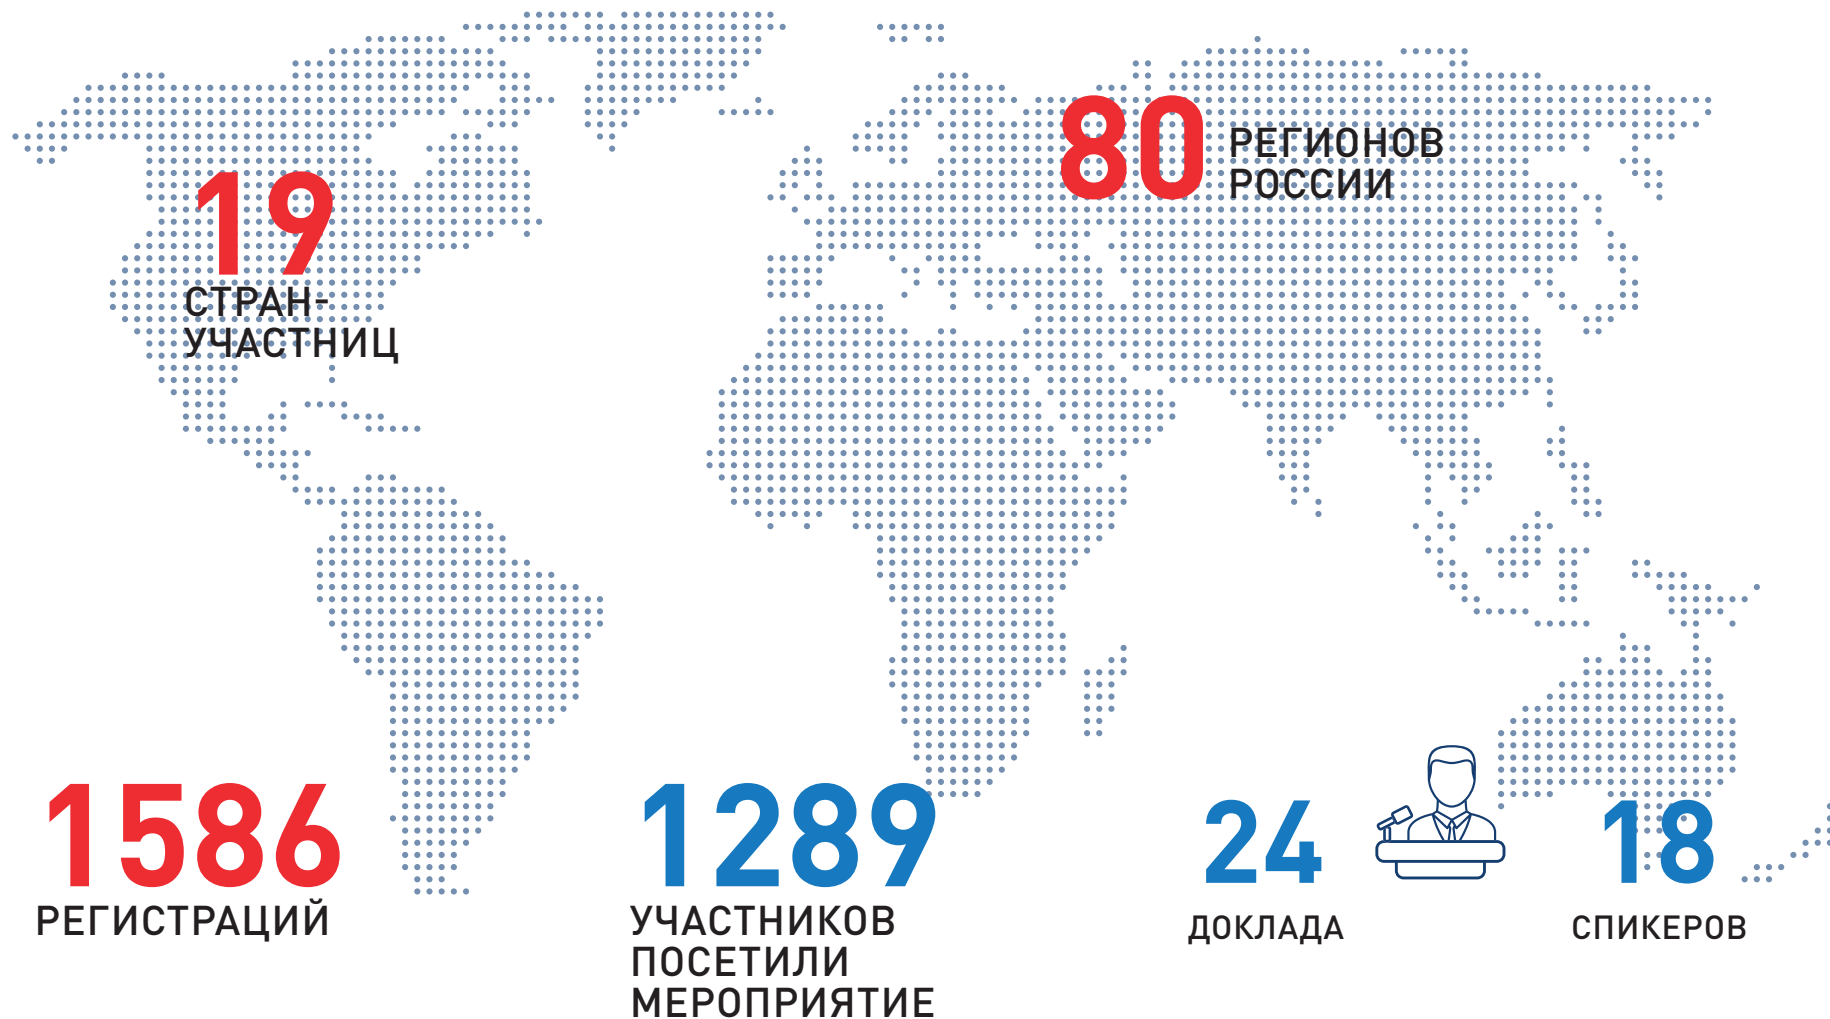 80
РЕГИОНОВ
РОССИИ
19
СТРАН-
УЧАСТНИЦ
1586
РЕГИСТРАЦИЙ
1289
УЧАСТНИКОВ
ПОСЕТИЛИ
МЕРОПРИЯТИЕ
24
ДОКЛАДА
18
СПИКЕРОВ